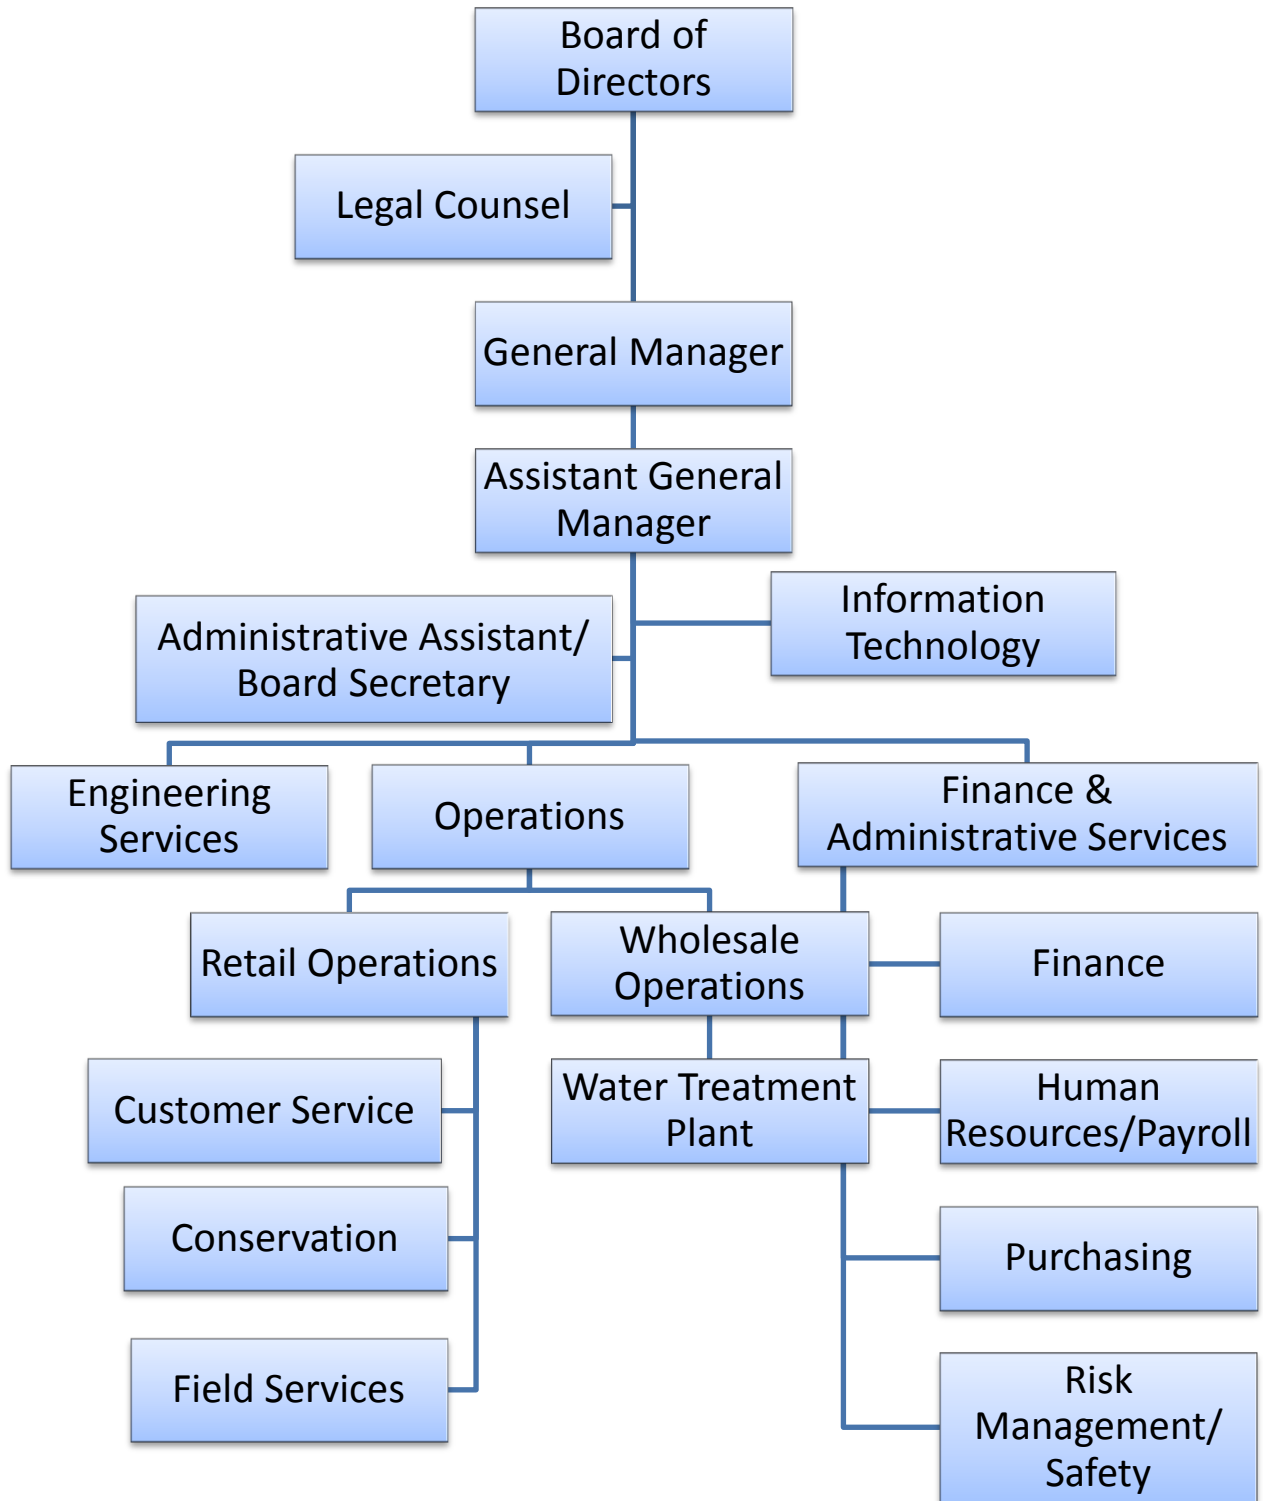 Board of
Directors
Legal Counsel
General Manager
Assistant General
Manager
Information
Technology
Administrative Assistant/
Board Secretary
Engineering
Services
Operations
Finance &
Administrative Services
Retail Operations
Wholesale
Operations
Finance
Customer Service
Water Treatment
Plant
Human
Resources/Payroll
Conservation
Purchasing
Field Services
Risk
Management/
Safety